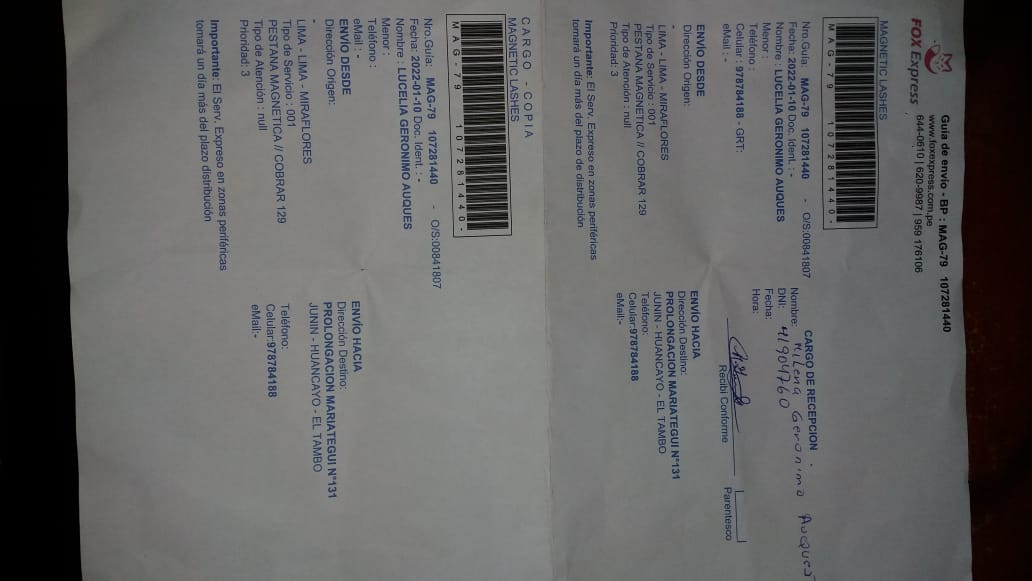 FOX Express
Guia de envio - BP : MAG-79 107281440
www.foxexpress.com.pe
644-0610 | 620-9987 | 959 176106
MAGNETIC LASHES
MAG-79 107281440-
Nro.Guía: MAG-79 107281440 - O/S:00841807
Fecha: 2022-01-10 Doc. Ident. : -
Nombre : LUCELIA GERONIMO AUQUES
Menor :
Teléfono :
Celular : 978784188 - GRT:
eMail : -
CARGO DE RECEPCION
Nombre: Milena Geronimo Auques
DNI: 41904760
Fecha:
Hora:
Recibi Conforme
Parentesco
ENVÍO DESDE
Dirección Origen:
-
LIMA - LIMA - MIRAFLORES
Tipo de Servicio : 001
PESTANA MAGNETICA // COBRAR 129
Tipo de Atención : null
Prioridad: 3
ENVÍO HACIA
Dirección Destino:
PROLONGACION MARIATEGUI N°131
JUNIN - HUANCAYO - EL TAMBO
Teléfono:
Celular:978784188
eMail:-
Importante: El Serv. Expreso en zonas periféricas
tomará un día más del plazo de distribución
CARGO - COPIA
MAGNETIC LASHES
MAG-79 107281440-
Nro.Guía: MAG-79 107281440 - O/S:00841807
Fecha: 2022-01-10 Doc. Ident. : -
Nombre : LUCELIA GERONIMO AUQUES
Menor :
Teléfono :
eMail : -
ENVÍO DESDE
Dirección Origen:
-
LIMA - LIMA - MIRAFLORES
Tipo de Servicio : 001
PESTANA MAGNETICA // COBRAR 129
Tipo de Atención : null
Prioridad: 3
ENVÍO HACIA
Dirección Destino:
PROLONGACION MARIATEGUI N°131
JUNIN - HUANCAYO - EL TAMBO
Teléfono:
Celular:978784188
eMail:-
Importante: El Serv. Expreso en zonas periféricas
tomará un día más del plazo distribución